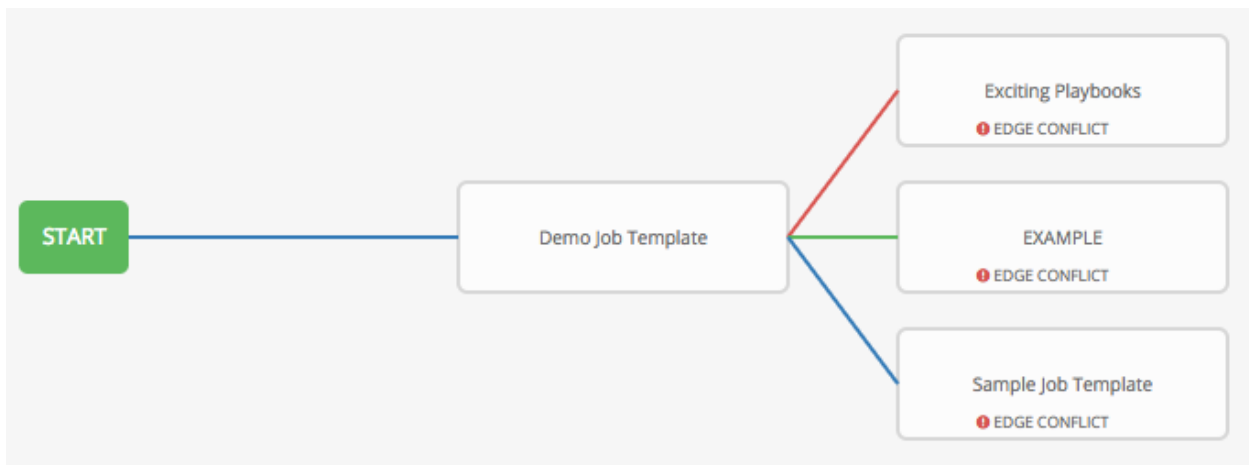 START
Demo Job Template
Exciting Playbooks
EDGE CONFLICT
EXAMPLE
EDGE CONFLICT
Sample Job Template
EDGE CONFLICT